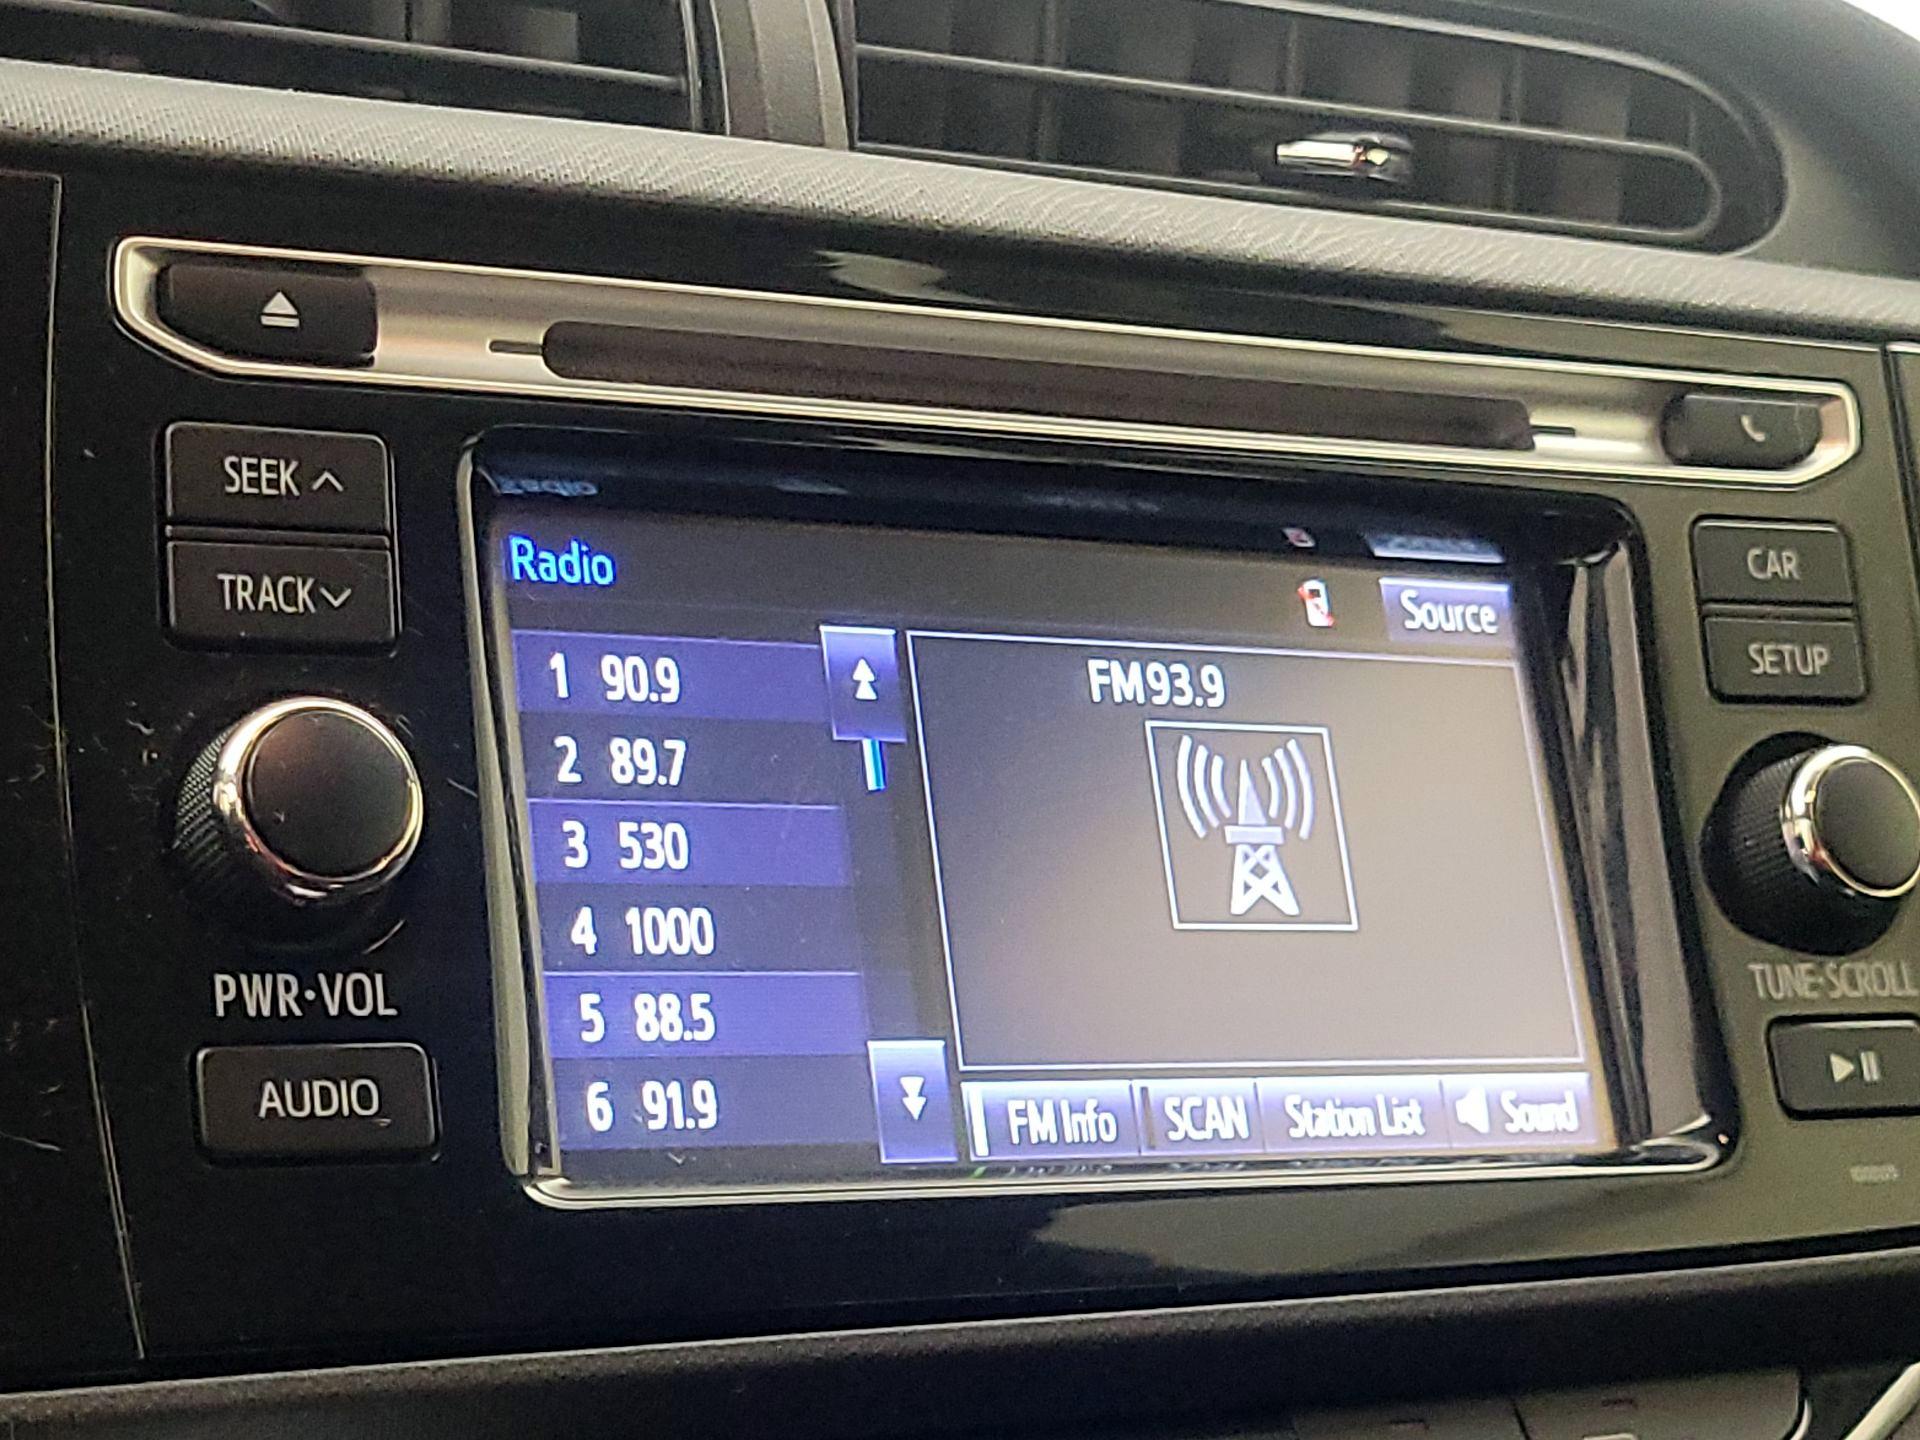 SEEK
TRACK
PWR·VOL
AUDIO
Radio
Source
1 90.9
2 89.7
3 530
4 1000
5 88.5
6 91.9
FM93.9
FM Info
SCAN
Station List
Sound
CAR
SETUP
TUNE·SCROLL